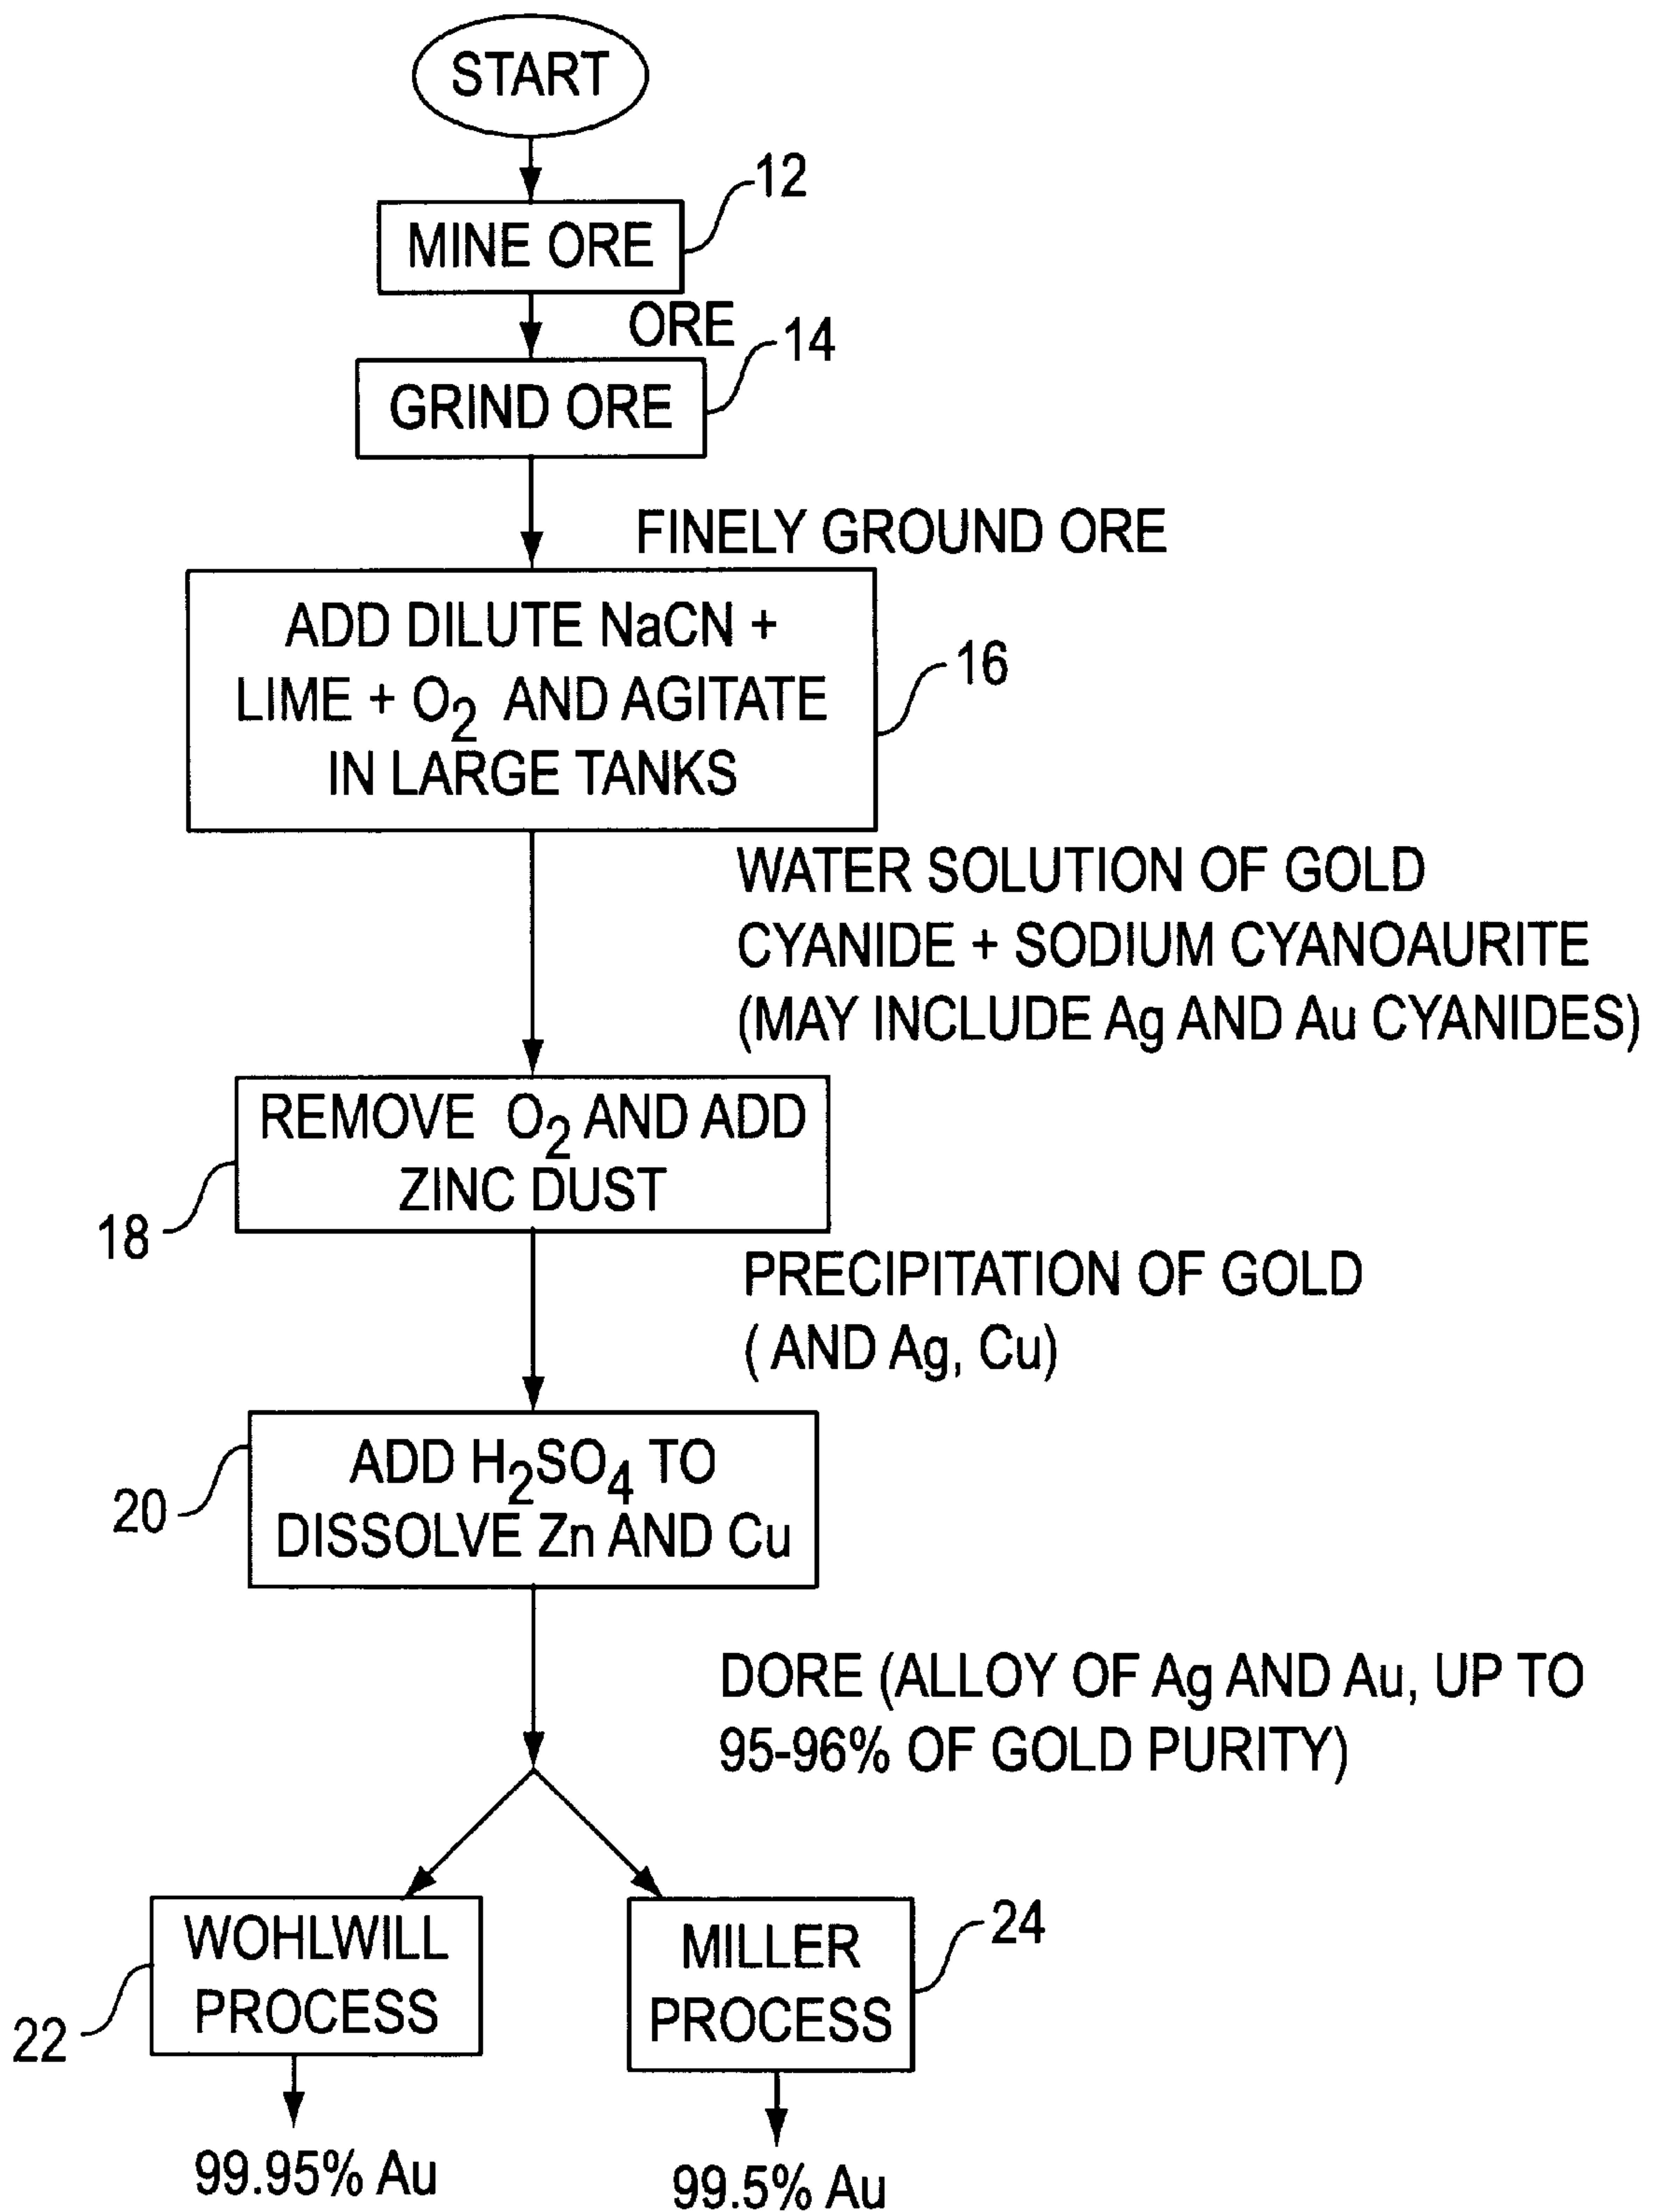 START
12
MINE ORE
ORE
14
GRIND ORE
FINELY GROUND ORE
ADD DILUTE NaCN +
LIME + O2 AND AGITATE
IN LARGE TANKS
16
WATER SOLUTION OF GOLD
CYANIDE + SODIUM CYANOAURITE
(MAY INCLUDE Ag AND Au CYANIDES)
REMOVE O2 AND ADD
ZINC DUST
18
PRECIPITATION OF GOLD
( AND Ag, Cu)
ADD H2SO4 TO
DISSOLVE Zn AND Cu
20
DORE (ALLOY OF Ag AND Au, UP TO
95-96% OF GOLD PURITY)
WOHLWILL
PROCESS
22
MILLER
PROCESS
24
99.95% Au
99.5% Au